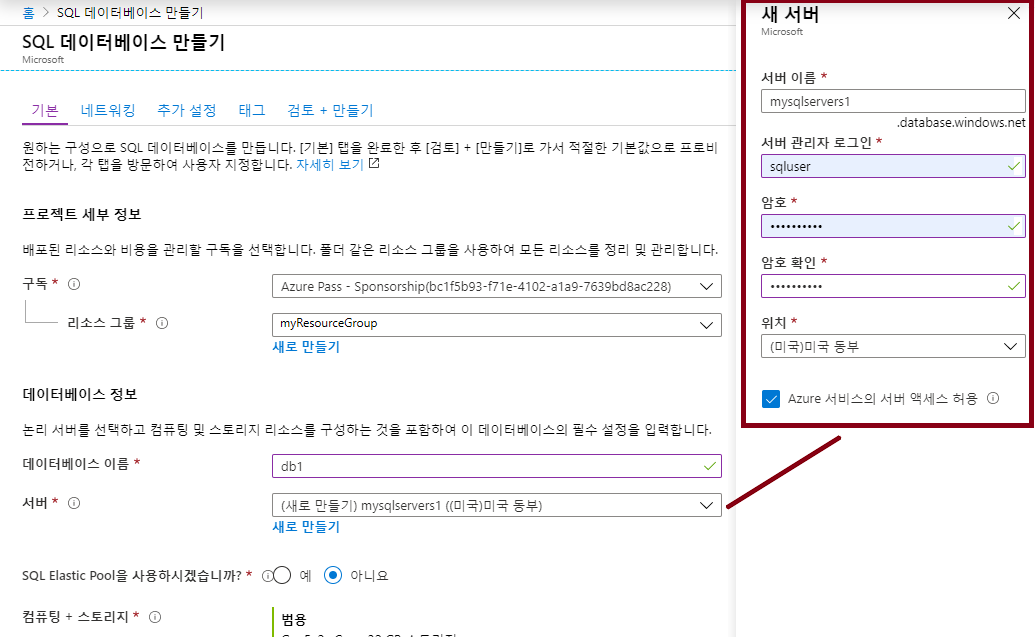 홈 > SQL 데이터베이스 만들기
SQL 데이터베이스 만들기
Microsoft
기본 네트워킹 추가 설정 태그 검토 + 만들기
원하는 구성으로 SQL 데이터베이스를 만듭니다. [기본] 탭을 완료한 후 [검토] + [만들기]로 가서 적절한 기본값으로 프로비
전하거나, 각 탭을 방문하여 사용자 지정합니다. 자세히 보기
프로젝트 세부 정보
배포된 리소스와 비용을 관리할 구독을 선택합니다. 폴더 같은 리소스 그룹을 사용하여 모든 리소스를 정리 및 관리합니다.
구독 *
Azure Pass - Sponsorship(bc1f5b93-f71e-4102-a1a9-7639bd8ac228)
리소스 그룹 *
myResourceGroup
새로 만들기
데이터베이스 정보
논리 서버를 선택하고 컴퓨팅 및 스토리지 리소스를 구성하는 것을 포함하여 이 데이터베이스의 필수 설정을 입력합니다.
데이터베이스 이름 *
db1
서버 *
(새로 만들기) mysqlservers1 ((미국)미국 동부)
새로 만들기
SQL Elastic Pool을 사용하시겠습니까? * 예 아니요
컴퓨팅 + 스토리지 *
범용
새 서버
Microsoft
서버 이름 *
mysqlservers1
.database.windows.net
서버 관리자 로그인 *
sqluser
암호 *
••••••••••
암호 확인 *
••••••••••
위치 *
(미국)미국 동부
Azure 서비스의 서버 액세스 허용